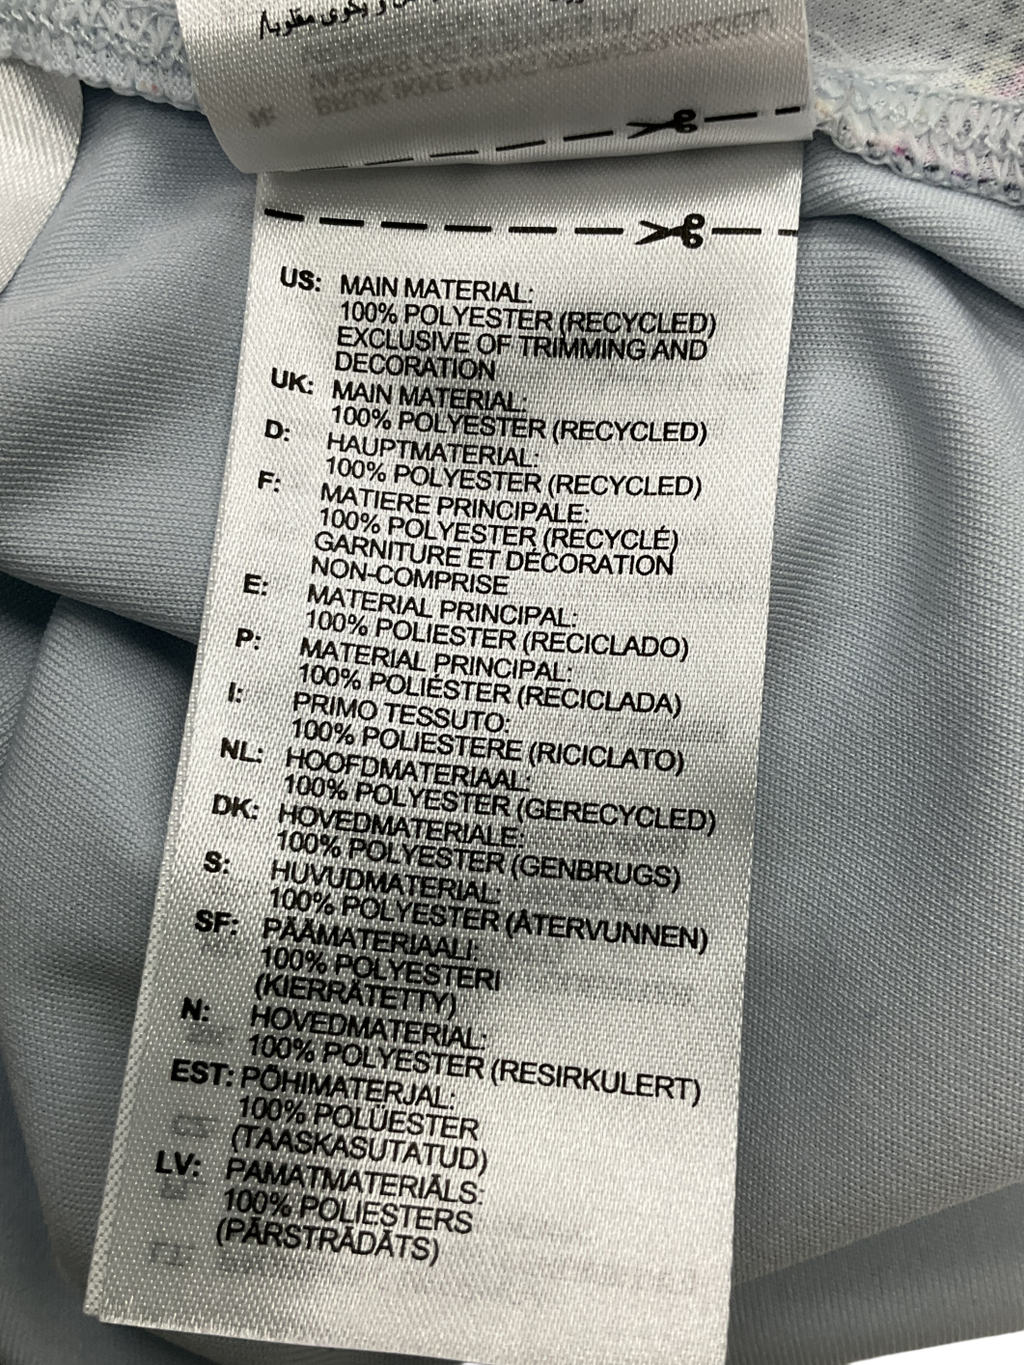 US: MAIN MATERIAL:
100% POLYESTER (RECYCLED)
EXCLUSIVE OF TRIMMING AND
DECORATION
UK: MAIN MATERIAL:
100% POLYESTER (RECYCLED)
D: HAUPTMATERIAL:
100% POLYESTER (RECYCLED)
F: MATIERE PRINCIPALE:
100% POLYESTER (RECYCLÉ)
GARNITURE ET DÉCORATION
NON-COMPRISE
E: MATERIAL PRINCIPAL:
100% POLIESTER (RECICLADO)
P: MATERIAL PRINCIPAL:
100% POLIÉSTER (RECICLADA)
I: PRIMO TESSUTO:
100% POLIESTERE (RICICLATO)
NL: HOOFDMATERIAAL:
100% POLYESTER (GERECYCLED)
DK: HOVEDMATERIALE:
100% POLYESTER (GENBRUGS)
S: HUVUDMATERIAL:
100% POLYESTER (ÅTERVUNNEN)
SF: PÄÄMATERIAALI:
100% POLYESTERI
(KIERRÄTETTY)
N: HOVEDMATERIAL:
100% POLYESTER (RESIRKULERT)
EST: PÕHIMATERJAL:
100% POLÜESTER
(TAASKASUTATUD)
LV: PAMATMATERIĀLS:
100% POLIESTERS
(PĀRSTRĀDĀTS)